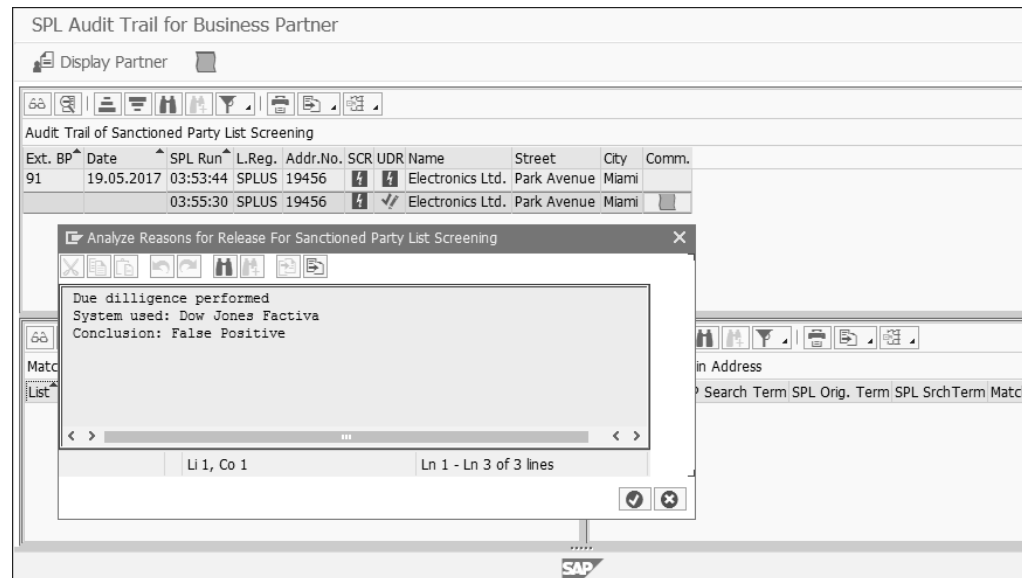 SPL Audit Trail for Business Partner
Display Partner
Audit Trail of Sanctioned Party List Screening
Ext. BP Date SPL Run L.Reg. Addr.No. SCR UDR Name Street City Comm.
91 19.05.2017 03:53:44 SPLUS 19456 Electronics Ltd. Park Avenue Miami
03:55:30 SPLUS 19456 Electronics Ltd. Park Avenue Miami
Analyze Reasons for Release For Sanctioned Party List Screening
Due dilligence performed
System used: Dow Jones Factiva
Conclusion: False Positive
Matc
in Address
List
Search Term SPL Orig. Term SPL SrchTerm Matc
Li 1, Co 1 Ln 1 - Ln 3 of 3 lines
SAP